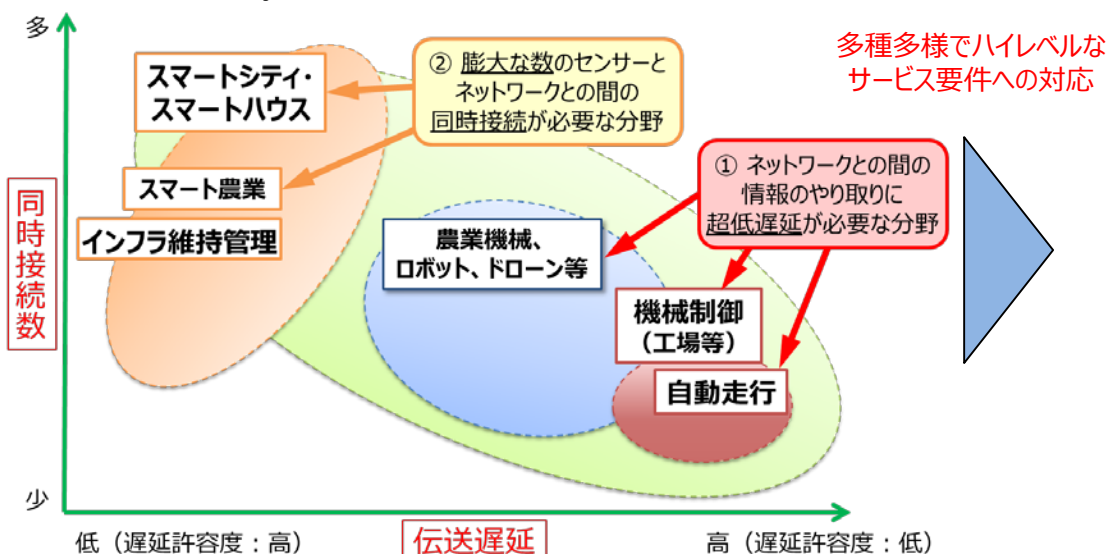 多
多種多様でハイレベルな
サービス要件への対応
スマートシティ・
スマートハウス
② 膨大な数のセンサーと
ネットワークとの間の
同時接続が必要な分野
① ネットワークとの間の
情報のやり取りに
超低遅延が必要な分野
スマート農業
インフラ維持管理
同時接続数
農業機械、
ロボット、ドローン等
機械制御
（工場等）
自動走行
少
低（遅延許容度：高）
伝送遅延
高（遅延許容度：低）